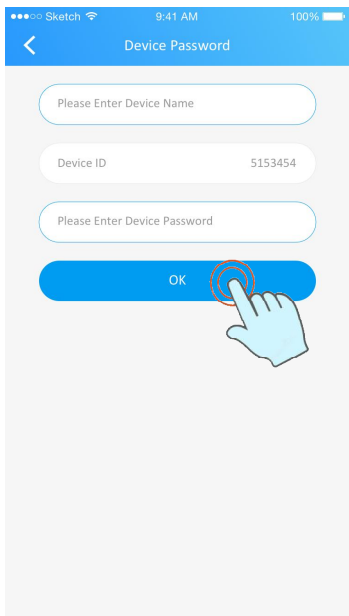 Sketch 9:41 AM 100%
Device Password
Please Enter Device Name
Device ID 5153454
Please Enter Device Password
OK